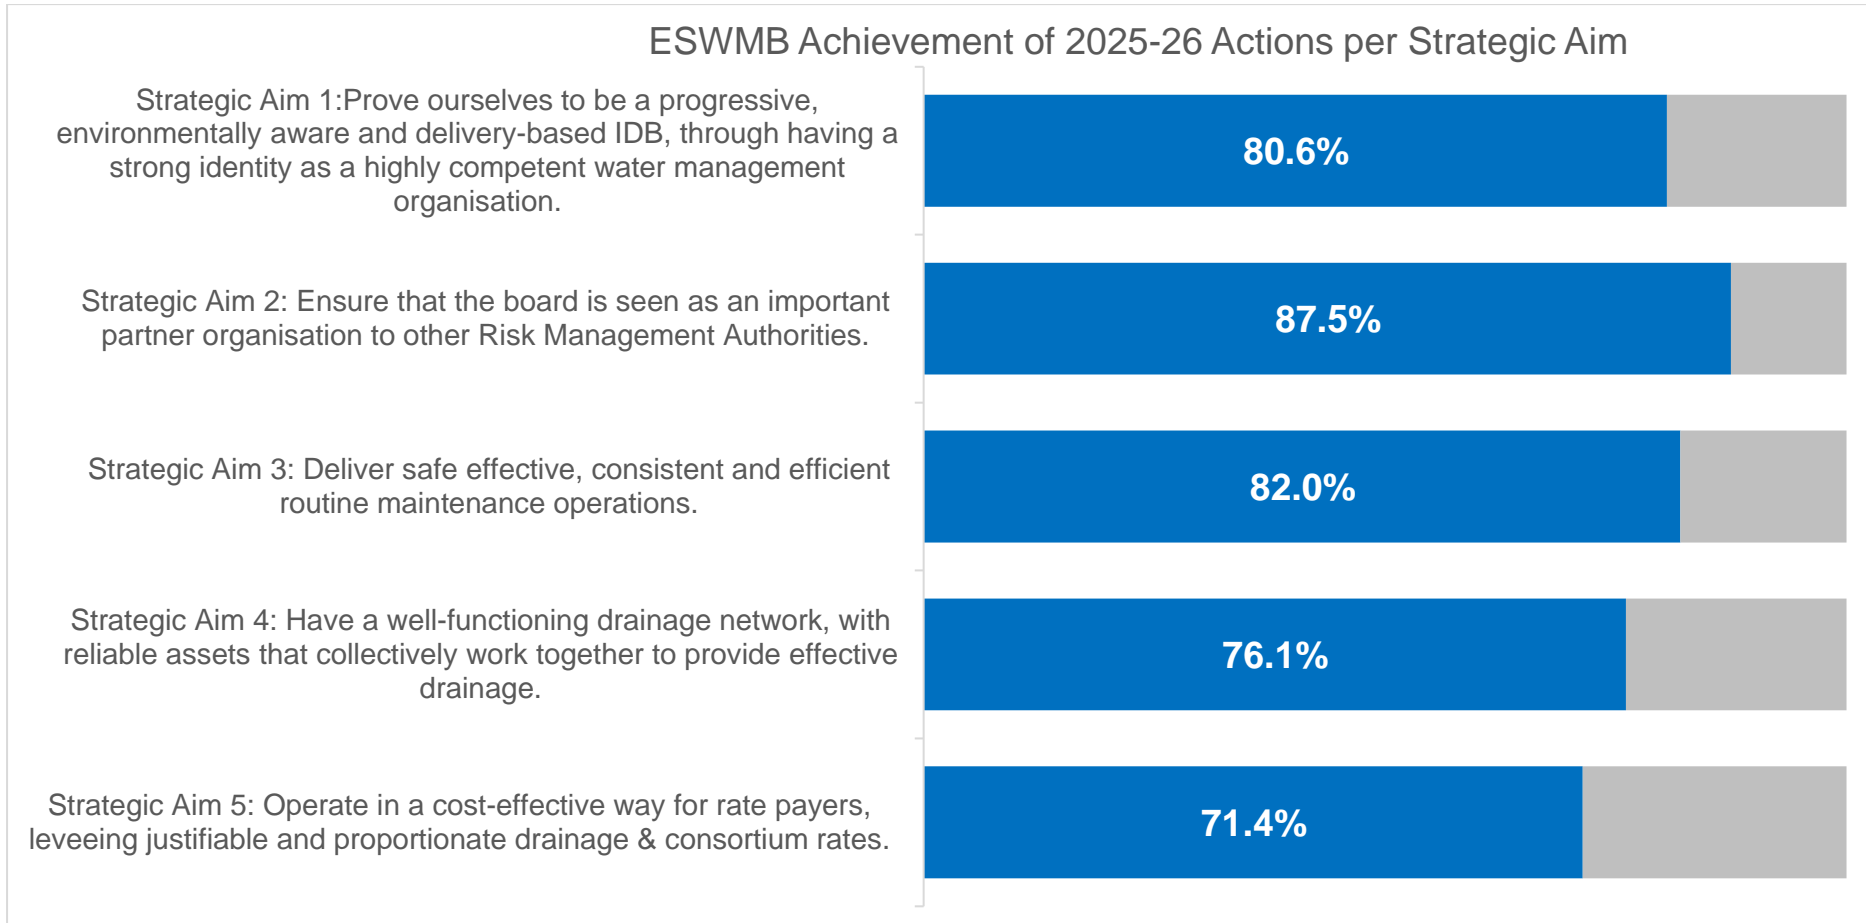 ESWMB Achievement of 2025-26 Actions per Strategic Aim
Strategic Aim 1:Prove ourselves to be a progressive,
environmentally aware and delivery-based IDB, through having a
strong identity as a highly competent water management
organisation.
80.6%
Strategic Aim 2: Ensure that the board is seen as an important
partner organisation to other Risk Management Authorities.
87.5%
Strategic Aim 3: Deliver safe effective, consistent and efficient
routine maintenance operations.
82.0%
Strategic Aim 4: Have a well-functioning drainage network, with
reliable assets that collectively work together to provide effective
drainage.
76.1%
Strategic Aim 5: Operate in a cost-effective way for rate payers,
leveeing justifiable and proportionate drainage & consortium rates.
71.4%